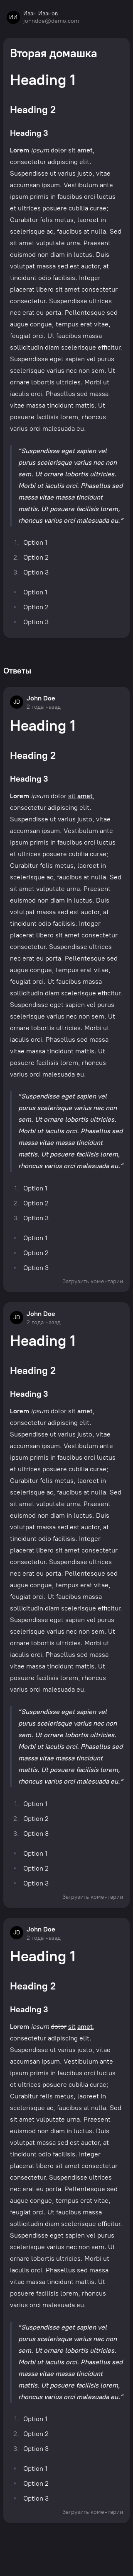 ИИ
Иван Иванов
johndoe@demo.com
Вторая домашка
Heading 1
Heading 2
Heading 3
Lorem ipsum dolor sit amet,
consectetur adipiscing elit.
Suspendisse ut varius justo, vitae
accumsan ipsum. Vestibulum ante
ipsum primis in faucibus orci luctus
et ultrices posuere cubilia curae;
Curabitur felis metus, laoreet in
scelerisque ac, faucibus at nulla. Sed
sit amet vulputate urna. Praesent
euismod non diam in luctus. Duis
volutpat massa sed est auctor, at
tincidunt odio facilisis. Integer
placerat libero sit amet consectetur
consectetur. Suspendisse ultrices
nec erat eu porta. Pellentesque sed
augue congue, tempus erat vitae,
feugiat orci. Ut faucibus massa
sollicitudin diam scelerisque efficitur.
Suspendisse eget sapien vel purus
scelerisque varius nec non sem. Ut
ornare lobortis ultricies. Morbi ut
iaculis orci. Phasellus sed massa
vitae massa tincidunt mattis. Ut
posuere facilisis lorem, rhoncus
varius orci malesuada eu.
“Suspendisse eget sapien vel
purus scelerisque varius nec non
sem. Ut ornare lobortis ultricies.
Morbi ut iaculis orci. Phasellus sed
massa vitae massa tincidunt
mattis. Ut posuere facilisis lorem,
rhoncus varius orci malesuada eu.”
1. Option 1
2. Option 2
3. Option 3
Option 1
Option 2
Option 3
Ответы
JD
John Doe
2 года назад
Heading 1
Heading 2
Heading 3
Lorem ipsum dolor sit amet,
consectetur adipiscing elit.
Suspendisse ut varius justo, vitae
accumsan ipsum. Vestibulum ante
ipsum primis in faucibus orci luctus
et ultrices posuere cubilia curae;
Curabitur felis metus, laoreet in
scelerisque ac, faucibus at nulla. Sed
sit amet vulputate urna. Praesent
euismod non diam in luctus. Duis
volutpat massa sed est auctor, at
tincidunt odio facilisis. Integer
placerat libero sit amet consectetur
consectetur. Suspendisse ultrices
nec erat eu porta. Pellentesque sed
augue congue, tempus erat vitae,
feugiat orci. Ut faucibus massa
sollicitudin diam scelerisque efficitur.
Suspendisse eget sapien vel purus
scelerisque varius nec non sem. Ut
ornare lobortis ultricies. Morbi ut
iaculis orci. Phasellus sed massa
vitae massa tincidunt mattis. Ut
posuere facilisis lorem, rhoncus
varius orci malesuada eu.
“Suspendisse eget sapien vel
purus scelerisque varius nec non
sem. Ut ornare lobortis ultricies.
Morbi ut iaculis orci. Phasellus sed
massa vitae massa tincidunt
mattis. Ut posuere facilisis lorem,
rhoncus varius orci malesuada eu.”
1. Option 1
2. Option 2
3. Option 3
Option 1
Option 2
Option 3
Загрузить коментарии
JD
John Doe
2 года назад
Heading 1
Heading 2
Heading 3
Lorem ipsum dolor sit amet,
consectetur adipiscing elit.
Suspendisse ut varius justo, vitae
accumsan ipsum. Vestibulum ante
ipsum primis in faucibus orci luctus
et ultrices posuere cubilia curae;
Curabitur felis metus, laoreet in
scelerisque ac, faucibus at nulla. Sed
sit amet vulputate urna. Praesent
euismod non diam in luctus. Duis
volutpat massa sed est auctor, at
tincidunt odio facilisis. Integer
placerat libero sit amet consectetur
consectetur. Suspendisse ultrices
nec erat eu porta. Pellentesque sed
augue congue, tempus erat vitae,
feugiat orci. Ut faucibus massa
sollicitudin diam scelerisque efficitur.
Suspendisse eget sapien vel purus
scelerisque varius nec non sem. Ut
ornare lobortis ultricies. Morbi ut
iaculis orci. Phasellus sed massa
vitae massa tincidunt mattis. Ut
posuere facilisis lorem, rhoncus
varius orci malesuada eu.
“Suspendisse eget sapien vel
purus scelerisque varius nec non
sem. Ut ornare lobortis ultricies.
Morbi ut iaculis orci. Phasellus sed
massa vitae massa tincidunt
mattis. Ut posuere facilisis lorem,
rhoncus varius orci malesuada eu.”
1. Option 1
2. Option 2
3. Option 3
Option 1
Option 2
Option 3
Загрузить коментарии
JD
John Doe
2 года назад
Heading 1
Heading 2
Heading 3
Lorem ipsum dolor sit amet,
consectetur adipiscing elit.
Suspendisse ut varius justo, vitae
accumsan ipsum. Vestibulum ante
ipsum primis in faucibus orci luctus
et ultrices posuere cubilia curae;
Curabitur felis metus, laoreet in
scelerisque ac, faucibus at nulla. Sed
sit amet vulputate urna. Praesent
euismod non diam in luctus. Duis
volutpat massa sed est auctor, at
tincidunt odio facilisis. Integer
placerat libero sit amet consectetur
consectetur. Suspendisse ultrices
nec erat eu porta. Pellentesque sed
augue congue, tempus erat vitae,
feugiat orci. Ut faucibus massa
sollicitudin diam scelerisque efficitur.
Suspendisse eget sapien vel purus
scelerisque varius nec non sem. Ut
ornare lobortis ultricies. Morbi ut
iaculis orci. Phasellus sed massa
vitae massa tincidunt mattis. Ut
posuere facilisis lorem, rhoncus
varius orci malesuada eu.
“Suspendisse eget sapien vel
purus scelerisque varius nec non
sem. Ut ornare lobortis ultricies.
Morbi ut iaculis orci. Phasellus sed
massa vitae massa tincidunt
mattis. Ut posuere facilisis lorem,
rhoncus varius orci malesuada eu.”
1. Option 1
2. Option 2
3. Option 3
Option 1
Option 2
Option 3
Загрузить коментарии